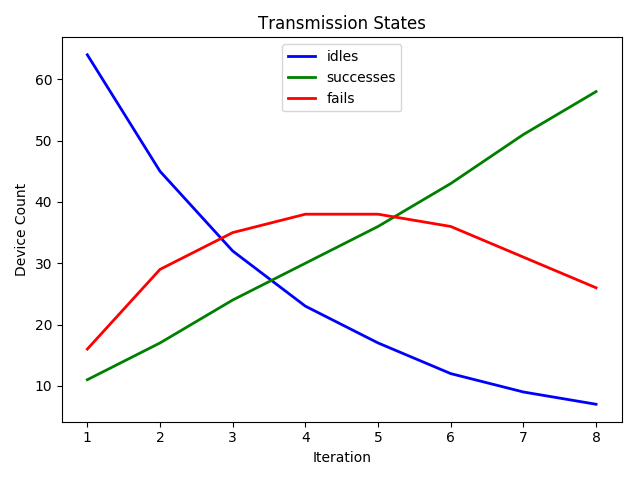 Transmission States
idles
successes
fails
Device Count
60
50
40
30
20
10
1 2 3 4 5 6 7 8
Iteration